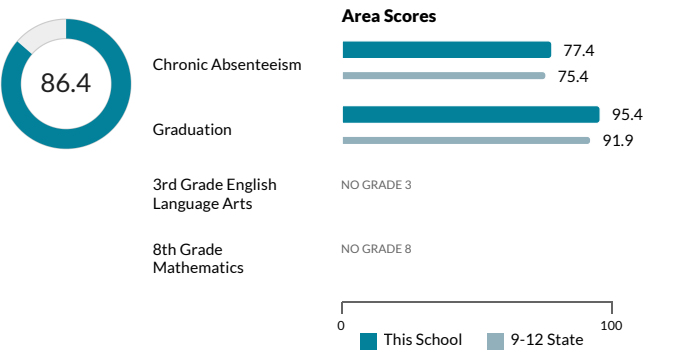 Area Scores
86.4
Chronic Absenteeism
77.4
75.4
Graduation
95.4
91.9
3rd Grade English
Language Arts
NO GRADE 3
8th Grade
Mathematics
NO GRADE 8
0
100
This School
9-12 State